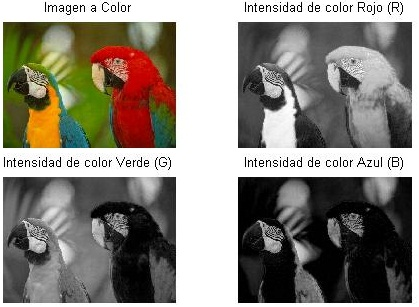 Imagen a Color
Intensidad de color Rojo (R)
Intensidad de color Verde (G)
Intensidad de color Azul (B)